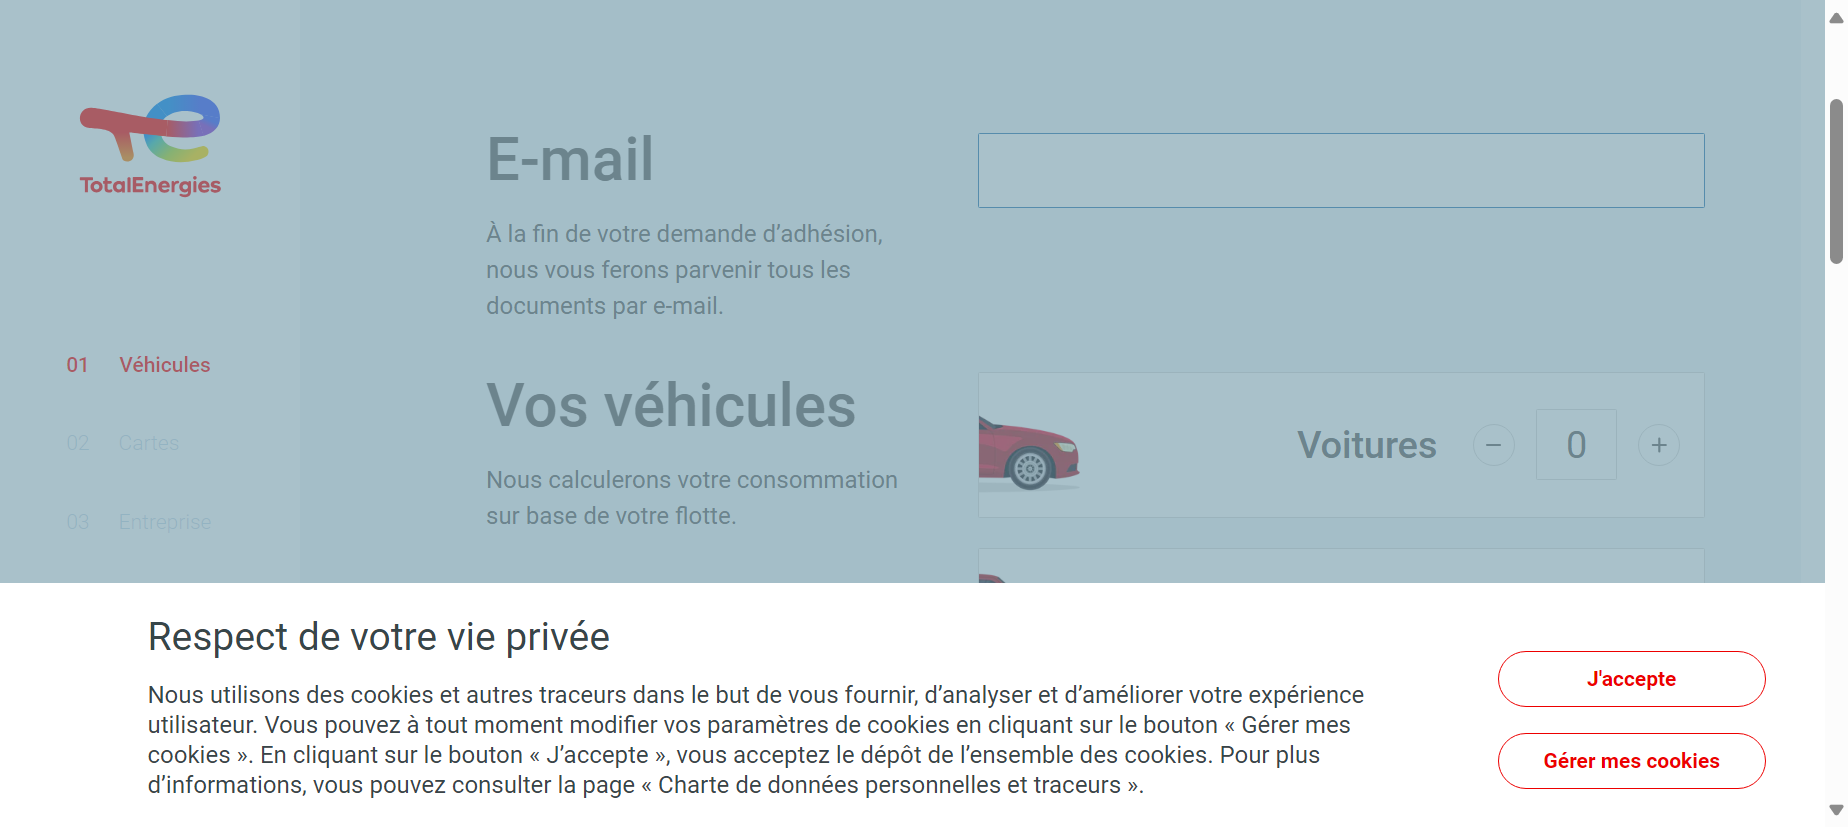 TotalEnergies
01 Véhicules
02 Cartes
03 Entreprise
E-mail
À la fin de votre demande d’adhésion,
nous vous ferons parvenir tous les
documents par e-mail.
Vos véhicules
Nous calculerons votre consommation
sur base de votre flotte.
Voitures − 0 +
Respect de votre vie privée
Nous utilisons des cookies et autres traceurs dans le but de vous fournir, d’analyser et d’améliorer votre expérience
utilisateur. Vous pouvez à tout moment modifier vos paramètres de cookies en cliquant sur le bouton « Gérer mes
cookies ». En cliquant sur le bouton « J’accepte », vous acceptez le dépôt de l’ensemble des cookies. Pour plus
d’informations, vous pouvez consulter la page « Charte de données personnelles et traceurs ».
J'accepte
Gérer mes cookies